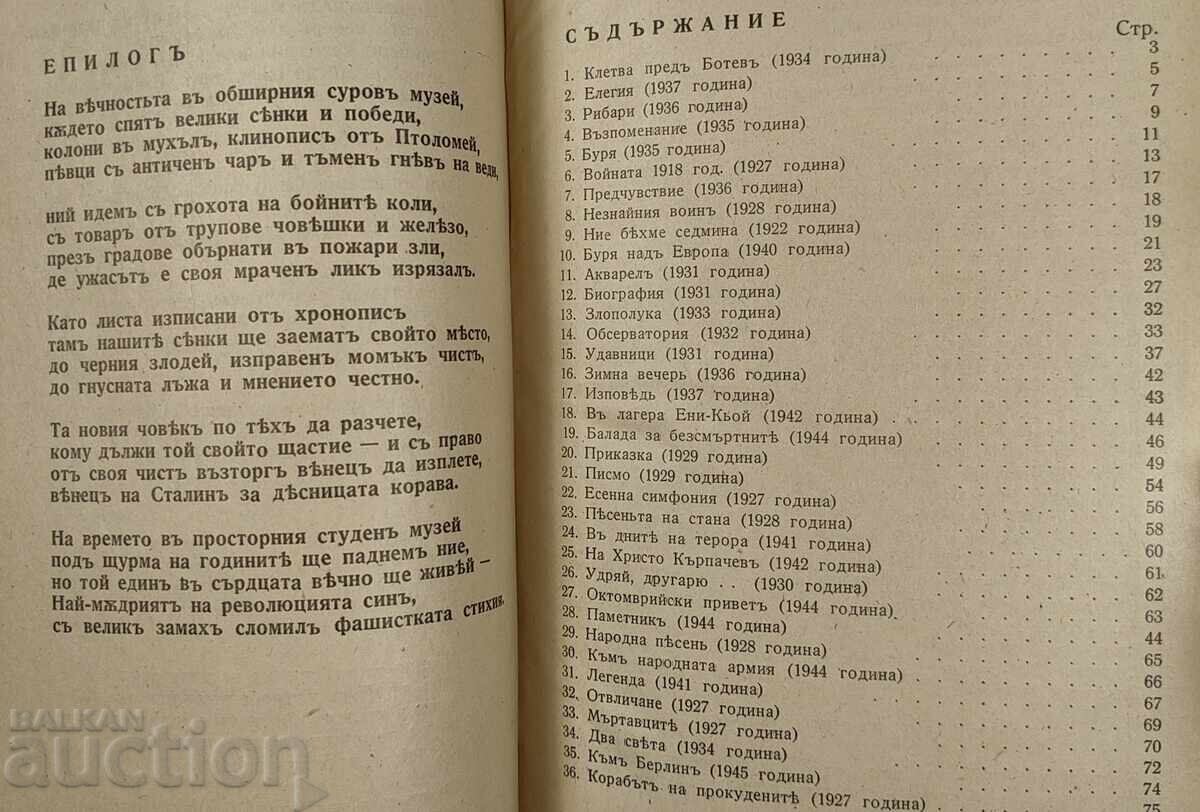 ЕПИЛОГЪ
На вѣчностьта въ обширния суровъ музей,
кѫдето спятъ велики сѣнки и победи,
колони въ мухълъ, клинописъ отъ Птоломей,
пѣвци съ античенъ чаръ и тъменъ гнѣвъ на веди,
ний идемъ съ грохота на бойнитѣ коли,
съ товаръ отъ трупове човѣшки и желѣзо,
презъ градове обърнати въ пожари зли,
де ужасътъ е своя мраченъ ликъ изрязалъ.
Като листа изписани отъ хронописъ
тамъ нашитѣ сѣнки ще заематъ свойто мѣсто,
до черния злодей, изправенъ момъкъ чистъ,
до гнусната лъжа и мнението честно.
Та новия човѣкъ по тѣхъ да разчете,
кому дължи той свойто щастие — и съ право
отъ своя чистъ възторгъ вѣнецъ да изплете,
вѣнецъ на Сталинъ за дѣсницата корава.
На времето въ просторния студенъ музей
подъ щурма на годинитѣ ще паднемъ ние,
но той единъ въ сърдцата вѣчно ще живѣй —
Най-мѫдриятъ на революцията синъ,
съ великъ замахъ сломилъ фашистката стихия.
СЪДЪРЖАНИЕ
Стр.
1. Клетва предъ Ботевъ (1934 година) 3
2. Елегия (1937 година) 5
3. Рибари (1936 година) 7
4. Възпоменание (1935 година) 9
5. Буря (1935 година) 11
6. Войната 1918 год. (1927 година) 13
7. Предчувствие (1936 година) 17
8. Незнайния воинъ (1928 година) 18
9. Ние бѣхме седмина (1922 година) 19
10. Буря надъ Европа (1940 година) 21
11. Акварелъ (1931 година) 23
12. Биография (1931 година) 27
13. Злополука (1933 година) 32
14. Обсерватория (1932 година) 33
15. Удавници (1931 година) 37
16. Зимна вечерь (1936 година) 42
17. Изповѣдь (1937 година) 43
18. Въ лагера Ени-Кьой (1942 година) 44
19. Балада за безсмъртнитѣ (1944 година) 46
20. Приказка (1929 година) 49
21. Писмо (1929 година) 54
22. Есенна симфония (1927 година) 56
23. Пѣсеньта на стана (1928 година) 58
24. Въ днитѣ на терора (1941 година) 60
25. На Христо Кърпачевъ (1942 година) 61
26. Удряй, другарю . . (1930 година) 62
27. Октомврийски приветъ (1944 година) 63
28. Паметникъ (1944 година) 44
29. Народна пѣсень (1928 година) 65
30. Къмъ народната армия (1944 година) 66
31. Легенда (1941 година) 67
32. Отвличане (1927 година) 69
33. Мъртавцитѣ (1927 година) 70
34. Два свѣта (1934 година) 72
35. Къмъ Берлинъ (1945 година) 74
36. Корабътъ на прокуденитѣ (1927 година) 75
BALKAN
auction